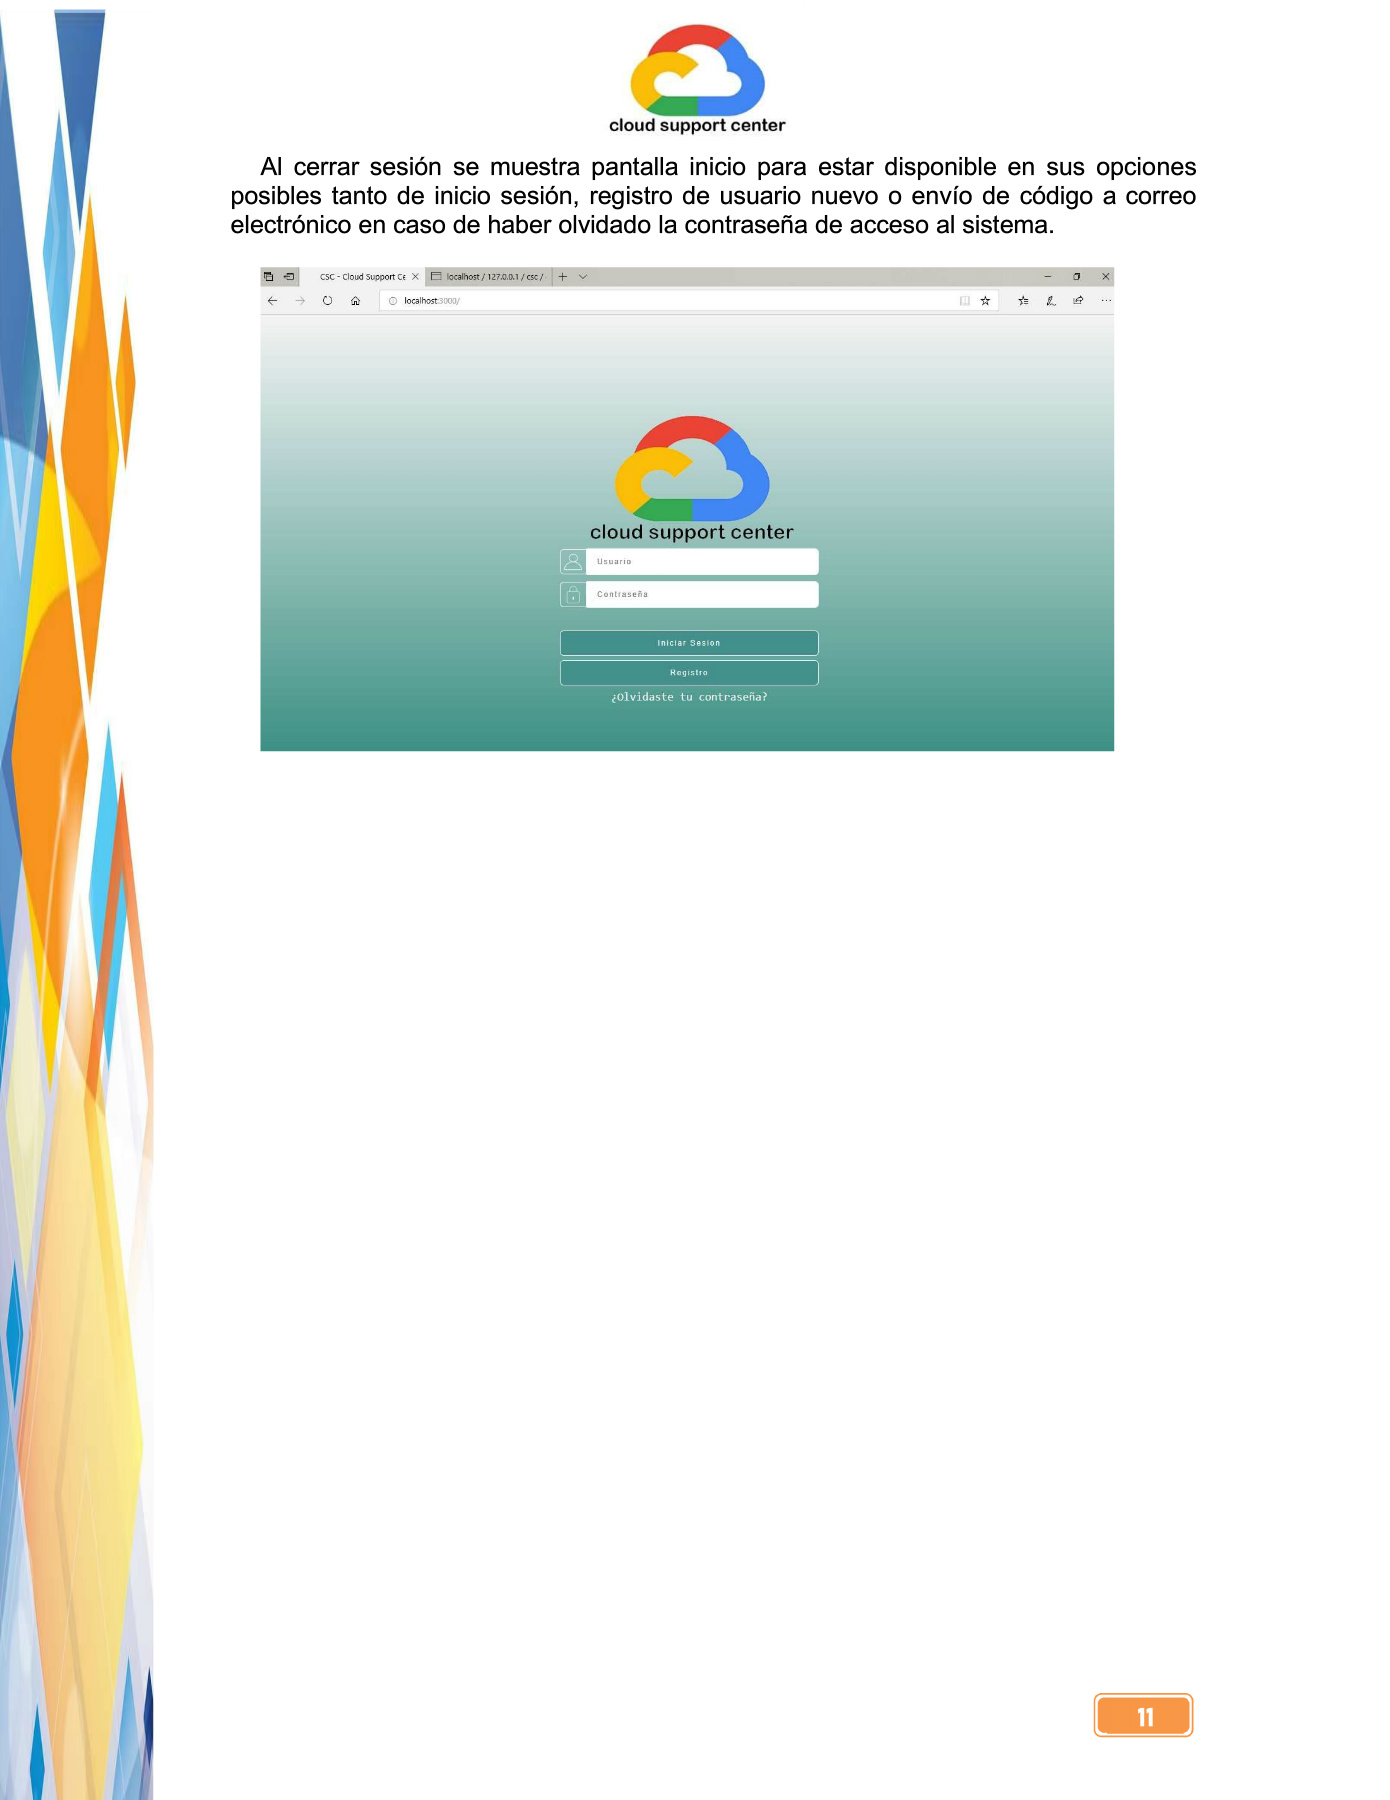 cloud support center
Al cerrar sesión se muestra pantalla inicio para estar disponible en sus opciones
posibles tanto de inicio sesión, registro de usuario nuevo o envío de código a correo
electrónico en caso de haber olvidado la contraseña de acceso al sistema.
CSC - Cloud Support Ce localhost / 127.0.0.1 / csc /
localhost:3000/
cloud support center
Usuario
Contraseña
Iniciar Sesion
Registro
¿Olvidaste tu contraseña?
11